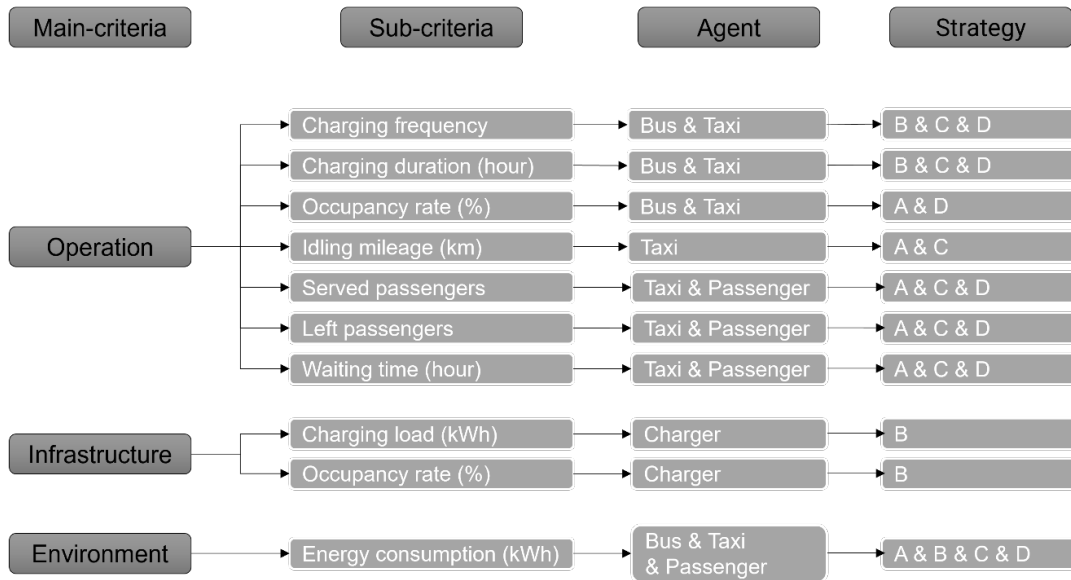 Main-criteria Sub-criteria Agent Strategy
Charging frequency Bus & Taxi B & C & D
Charging duration (hour) Bus & Taxi B & C & D
Occupancy rate (%) Bus & Taxi A & D
Operation Idling mileage (km) Taxi A & C
Served passengers Taxi & Passenger A & C & D
Left passengers Taxi & Passenger A & C & D
Waiting time (hour) Taxi & Passenger A & C & D
Infrastructure
Charging load (kWh) Charger B
Occupancy rate (%) Charger B
Environment Energy consumption (kWh) Bus & Taxi
& Passenger A & B & C & D